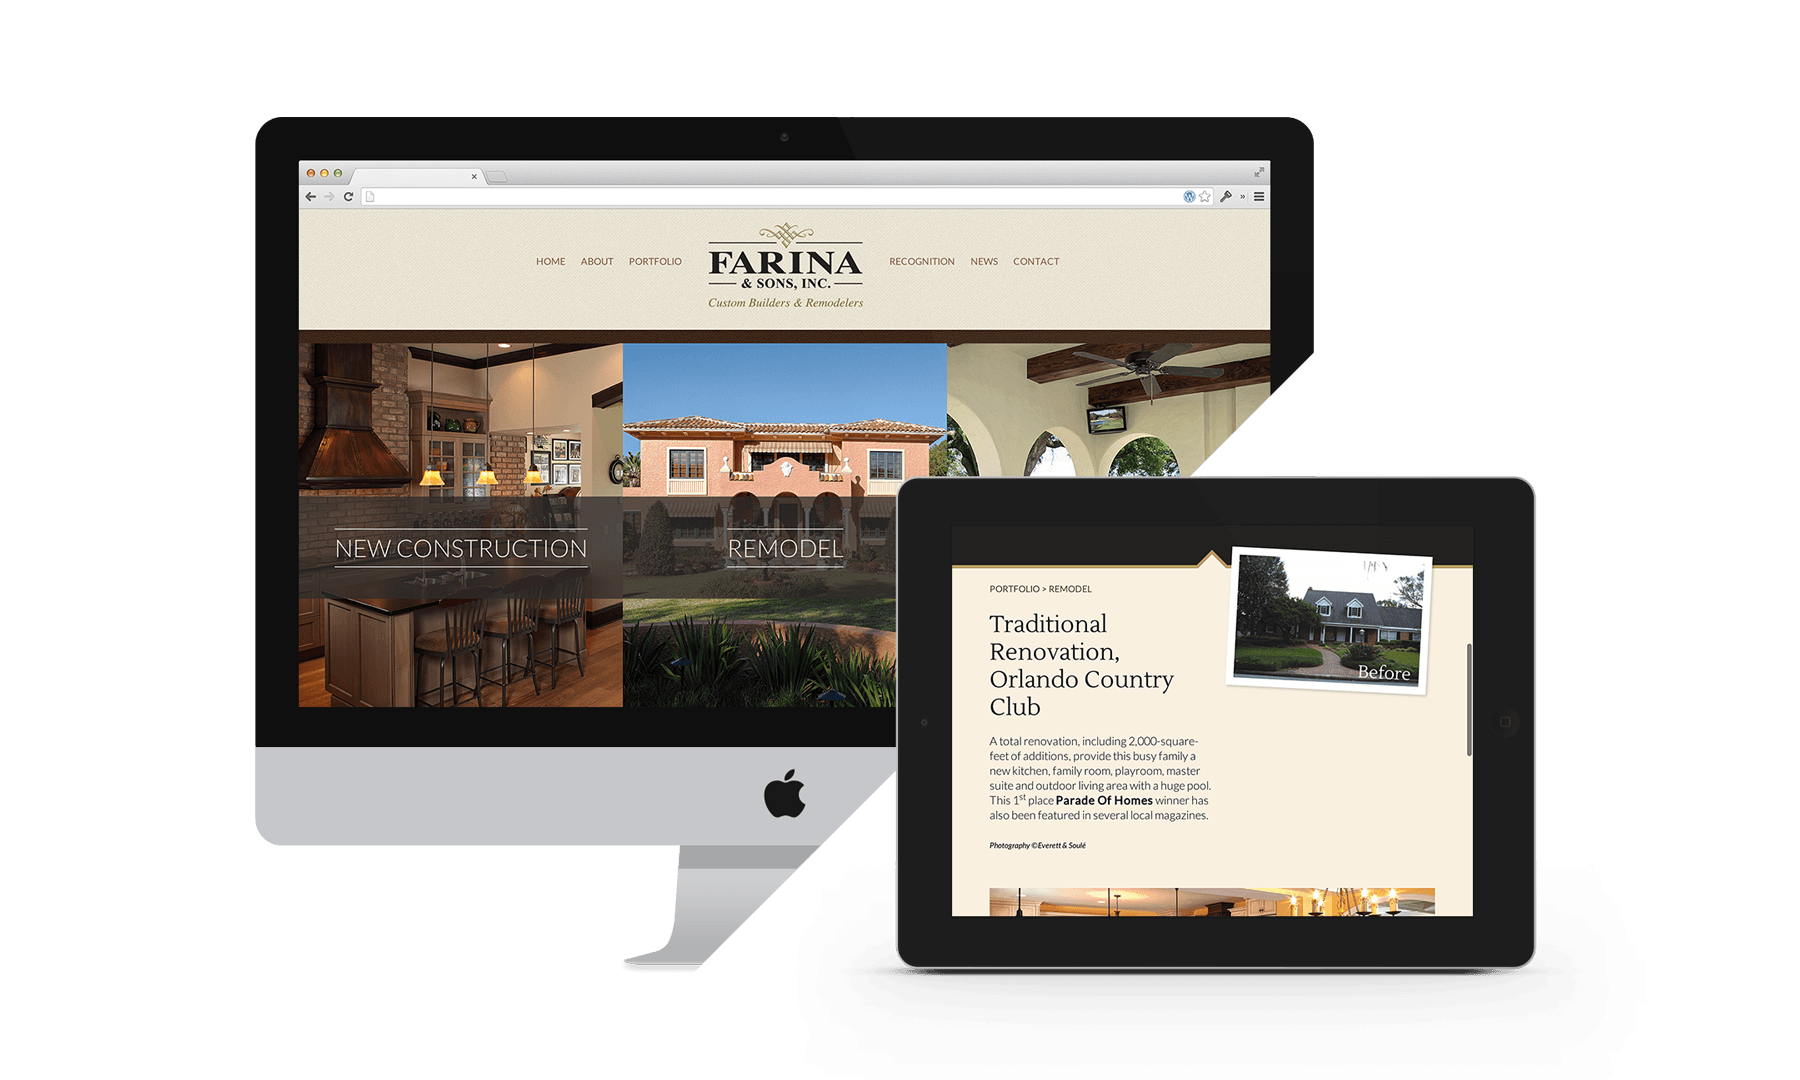 HOME ABOUT PORTFOLIO
FARINA
& SONS, INC.
Custom Builders & Remodelers
RECOGNITION NEWS CONTACT
NEW CONSTRUCTION
REMODEL
PORTFOLIO > REMODEL
Traditional
Renovation,
Orlando Country
Club
Before
A total renovation, including 2,000-square-
feet of additions, provide this busy family a
new kitchen, family room, playroom, master
suite and outdoor living area with a huge pool.
This 1st place Parade Of Homes winner has
also been featured in several local magazines.
Photography ©Everett & Soulé